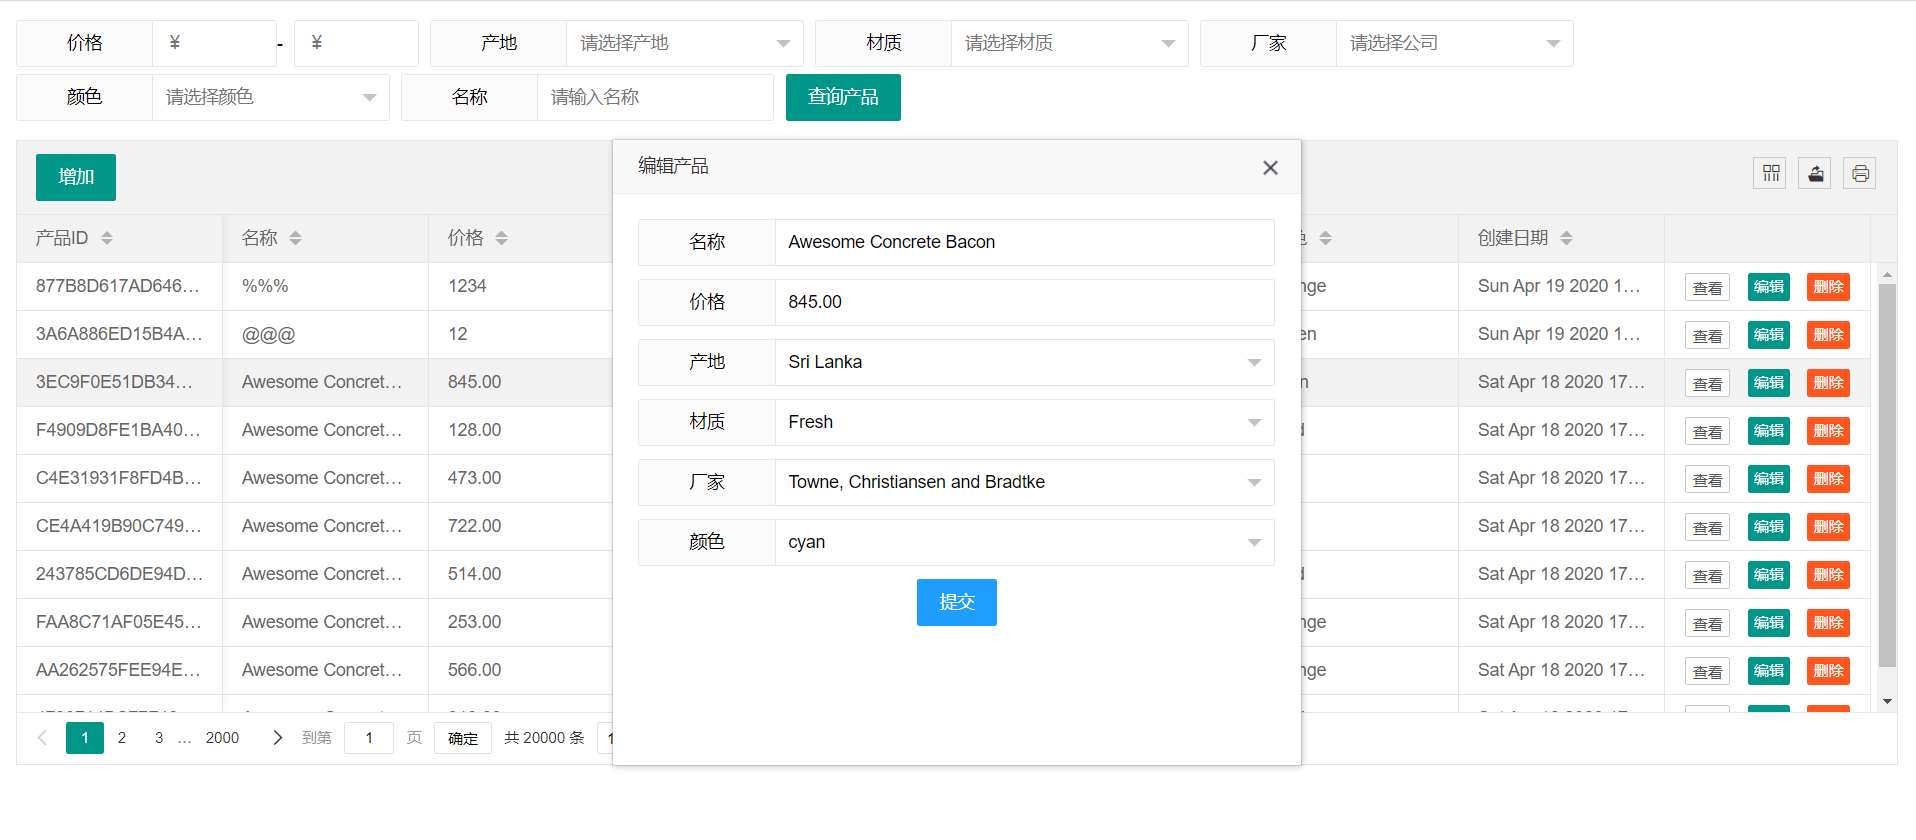 价格 ¥ - ¥ 产地 请选择产地 材质 请选择材质 厂家 请选择公司
颜色 请选择颜色 名称 请输入名称 查询产品
增加
产品ID 名称 价格 创建日期
877B8D617AD646... %%% 1234 nge Sun Apr 19 2020 1... 查看 编辑 删除
3A6A886ED15B4A... @@@ 12 en Sun Apr 19 2020 1... 查看 编辑 删除
3EC9F0E51DB34... Awesome Concret... 845.00 n Sat Apr 18 2020 17... 查看 编辑 删除
F4909D8FE1BA40... Awesome Concret... 128.00 Sat Apr 18 2020 17... 查看 编辑 删除
C4E31931F8FD4B... Awesome Concret... 473.00 Sat Apr 18 2020 17... 查看 编辑 删除
CE4A419B90C749... Awesome Concret... 722.00 Sat Apr 18 2020 17... 查看 编辑 删除
243785CD6DE94D... Awesome Concret... 514.00 Sat Apr 18 2020 17... 查看 编辑 删除
FAA8C71AF05E45... Awesome Concret... 253.00 nge Sat Apr 18 2020 17... 查看 编辑 删除
AA262575FEE94E... Awesome Concret... 566.00 nge Sat Apr 18 2020 17... 查看 编辑 删除
1 2 3 ... 2000 到第 1 页 确定 共 20000 条 1
编辑产品
名称 Awesome Concrete Bacon
价格 845.00
产地 Sri Lanka
材质 Fresh
厂家 Towne, Christiansen and Bradtke
颜色 cyan
提交